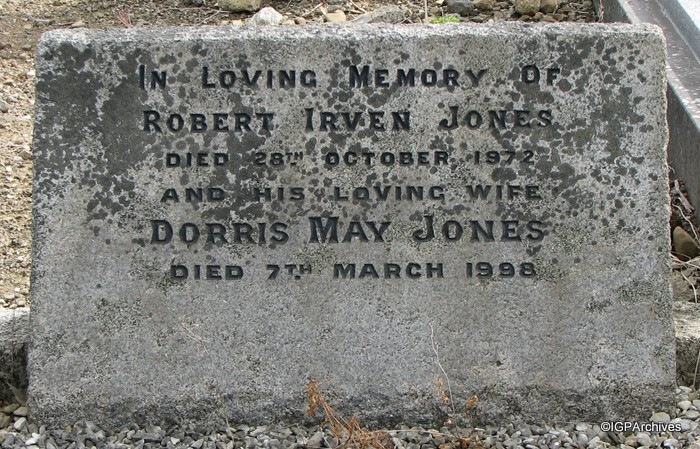 In Loving Memory Of
Robert Irven Jones
Died 28th October 1972
and his Loving wife
Dorris May Jones
Died 7th March 1998
©IGPArchives